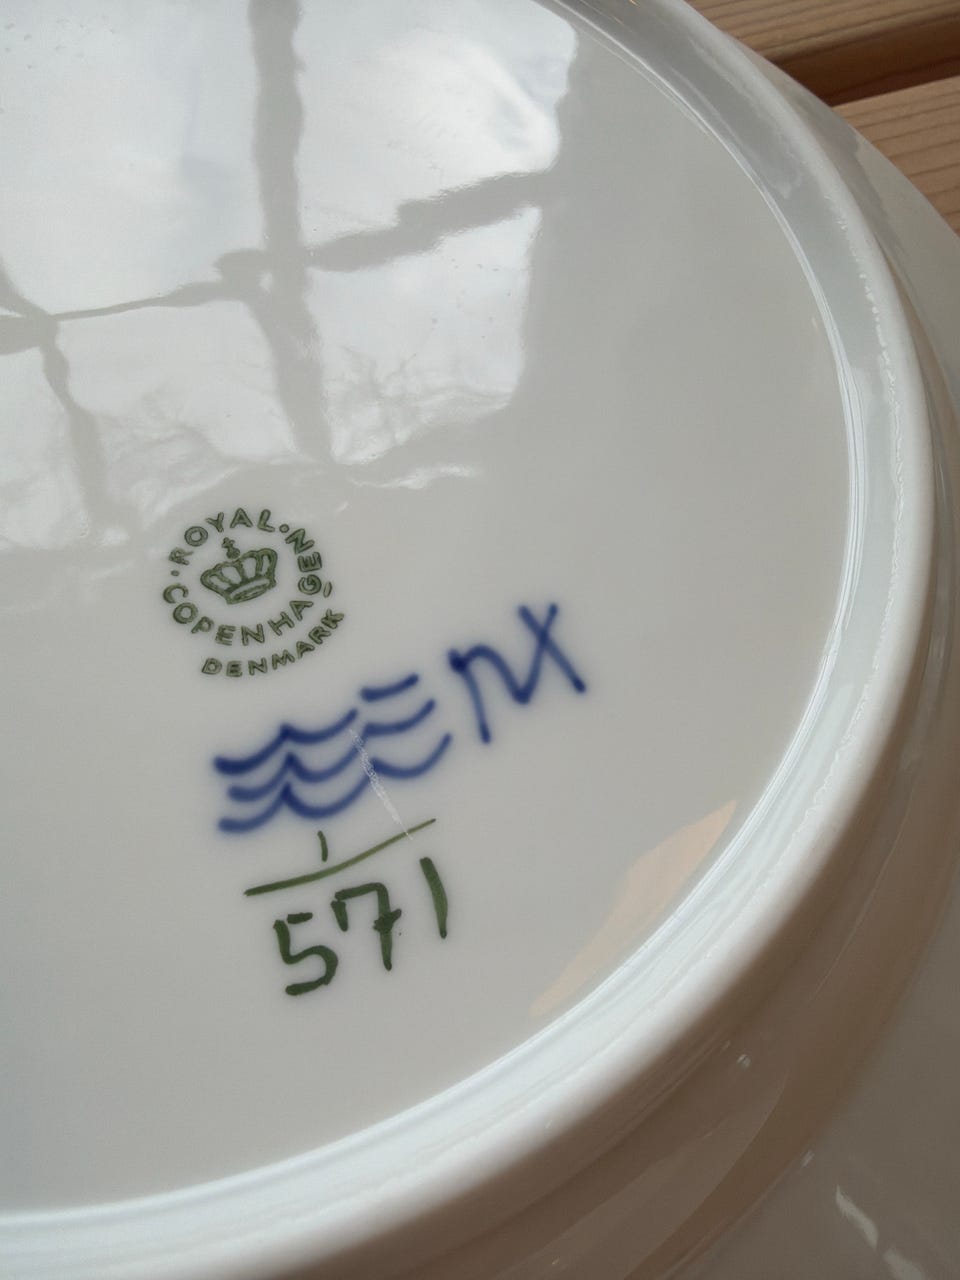 ROYAL
COPENHAGEN
DENMARK
1
571